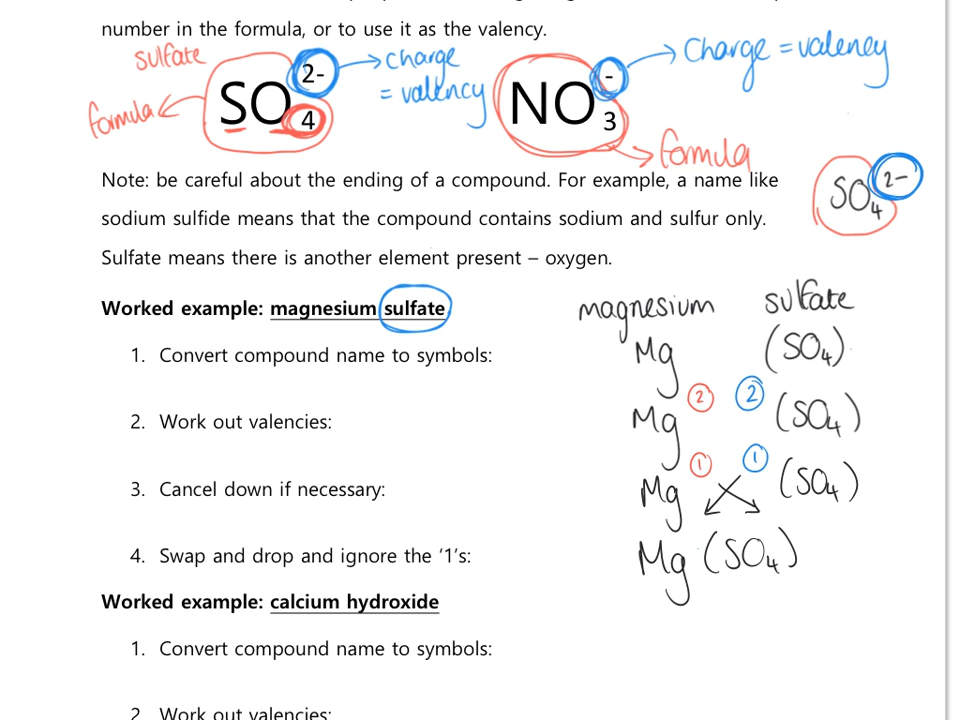 number in the formula, or to use it as the valency.
sulfate
SO 2- 4
→ charge = valency
formula
NO - 3
→ Charge = valency
→ formula
Note: be careful about the ending of a compound. For example, a name like
sodium sulfide means that the compound contains sodium and sulfur only.
Sulfate means there is another element present – oxygen.
SO4 2-
Worked example: magnesium sulfate
magnesium sulfate
1. Convert compound name to symbols:
Mg (SO4)
2. Work out valencies:
Mg 2 2 (SO4)
3. Cancel down if necessary:
Mg 1 1 (SO4)
4. Swap and drop and ignore the '1's:
Mg (SO4)
Worked example: calcium hydroxide
1. Convert compound name to symbols:
2. Work out valencies: